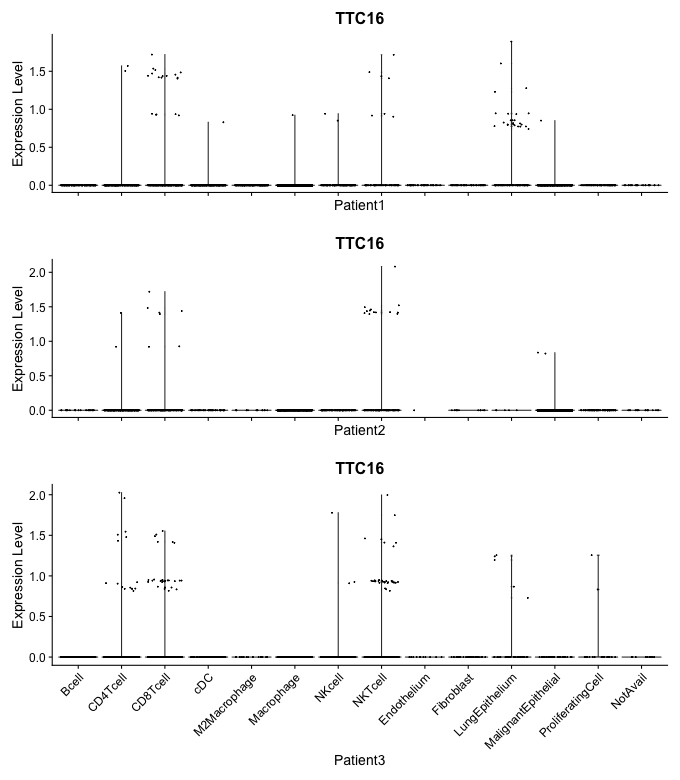 TTC16
Expression Level
1.5
1.0
0.5
0.0
Patient1
TTC16
Expression Level
2.0
1.5
1.0
0.5
0.0
Patient2
TTC16
Expression Level
2.0
1.5
1.0
0.5
0.0
Bcell
CD4Tcell
CD8Tcell
cDC
M2Macrophage
Macrophage
NKcell
NKTcell
Endothelium
Fibroblast
LungEpithelium
MalignantEpithelial
ProliferatingCell
NotAvail
Patient3